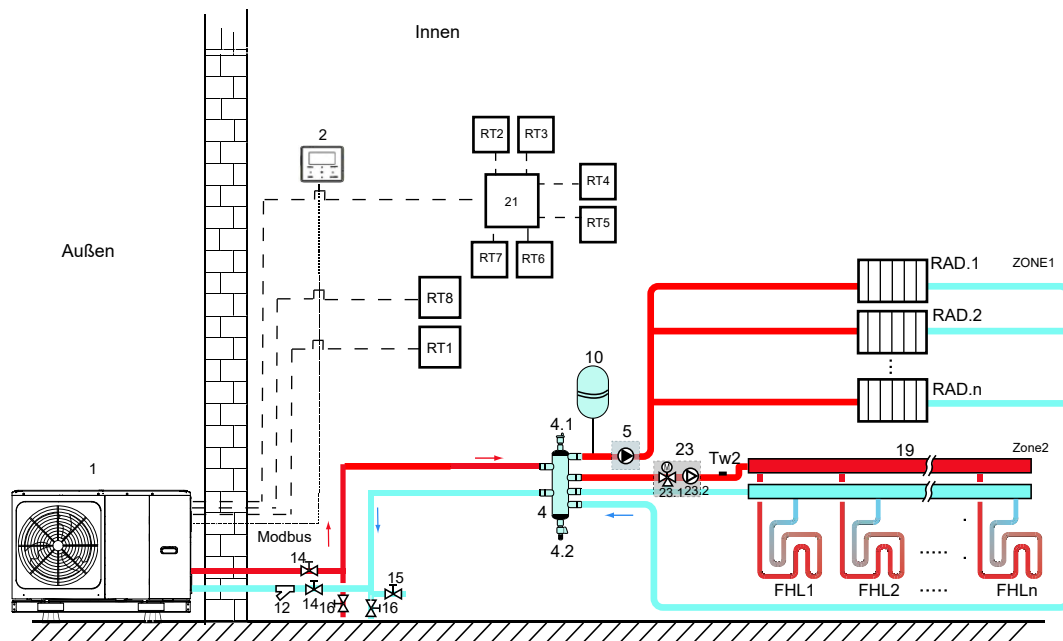 Innen
Außen
2
RT2
RT3
RT4
21
RT5
RT7
RT6
RT8
RT1
RAD.1
ZONE1
RAD.2
RAD.n
10
4.1
5
23
Tw2
19
Zone2
M
23.1
23.2
4
4.2
1
Modbus
14
12
14
16
16
15
FHL1
FHL2
FHLn